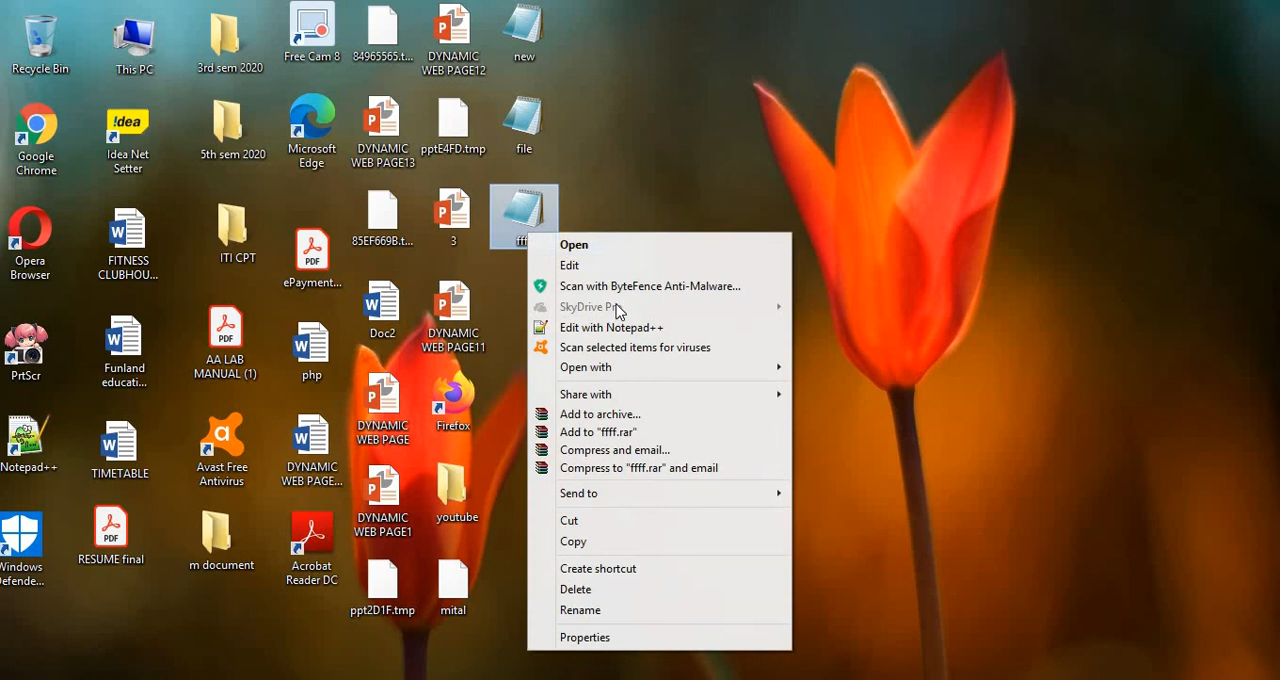 Recycle Bin
This PC
3rd sem 2020
Free Cam 8
84965565.t...
DYNAMIC
WEB PAGE12
new
Google
Chrome
!dea
Idea Net
Setter
5th sem 2020
Microsoft
Edge
DYNAMIC
WEB PAGE13
pptE4FD.tmp
file
Opera
Browser
FITNESS
CLUBHOU...
ITI CPT
PDF
ePayment...
85EF669B.t...
3
PrtScr
Funland
educati...
PDF
AA LAB
MANUAL (1)
php
Doc2
DYNAMIC
WEB PAGE11
Notepad++
TIMETABLE
Avast Free
Antivirus
DYNAMIC
WEB PAGE...
DYNAMIC
WEB PAGE
Firefox
Windows
Defende...
PDF
RESUME final
m document
Acrobat
Reader DC
DYNAMIC
WEB PAGE1
youtube
ppt2D1F.tmp
mital
Open
Edit
Scan with ByteFence Anti-Malware...
SkyDrive
Edit with Notepad++
Scan selected items for viruses
Open with
Share with
Add to archive...
Add to "ffff.rar"
Compress and email...
Compress to "ffff.rar" and email
Send to
Cut
Copy
Create shortcut
Delete
Rename
Properties